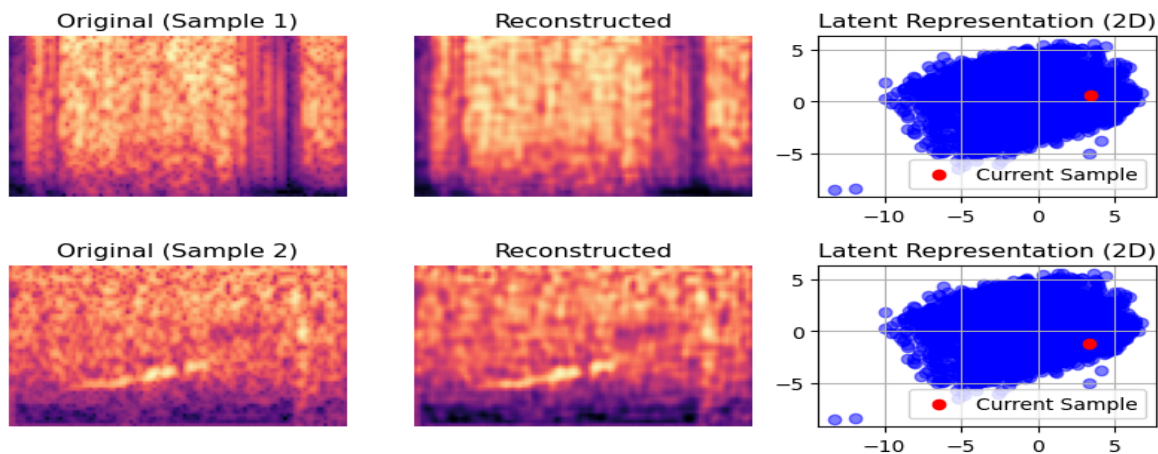 Original (Sample 1)
Reconstructed
Latent Representation (2D)
5
0
−5
Current Sample
−10
−5
0
5
Original (Sample 2)
Reconstructed
Latent Representation (2D)
5
0
−5
Current Sample
−10
−5
0
5